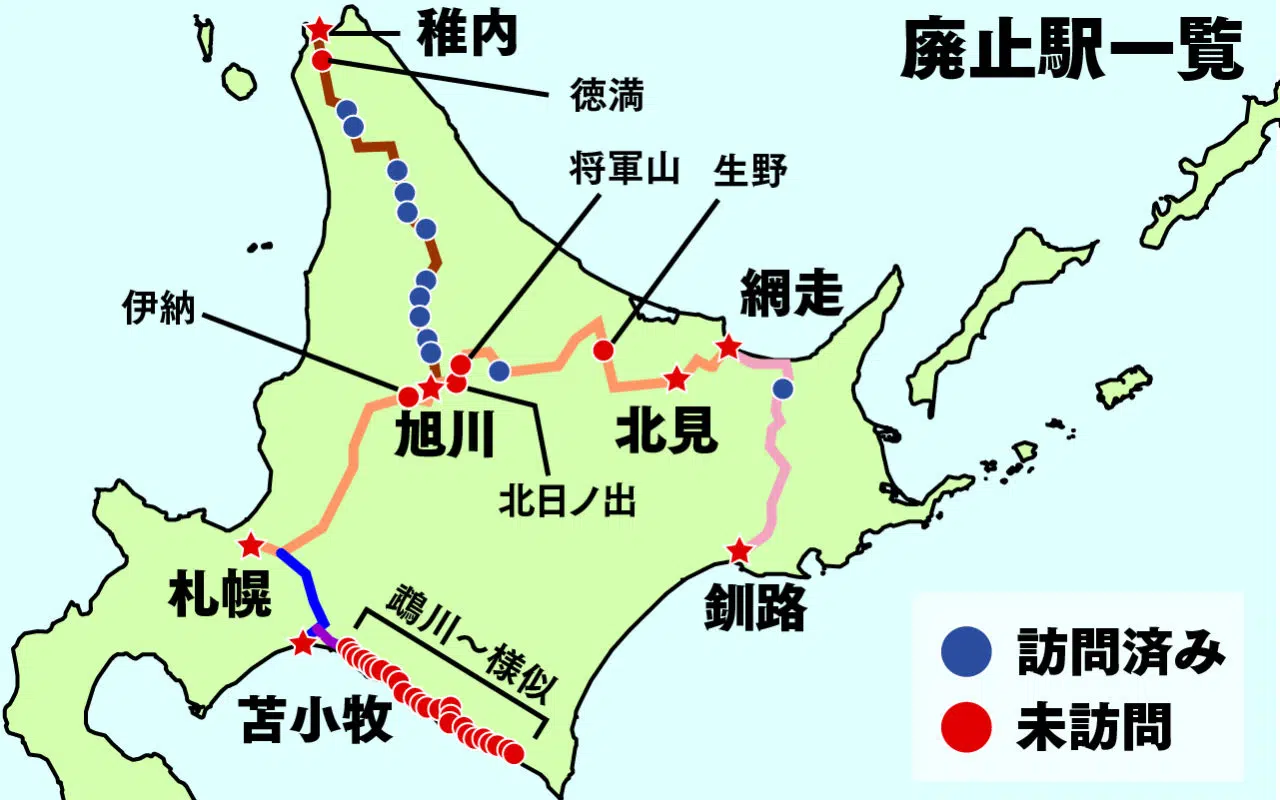 廃止駅一覧
稚内
徳満
将軍山
生野
網走
伊納
旭川
北見
北日ノ出
札幌
鵡川～様似
釧路
苫小牧
訪問済み
未訪問